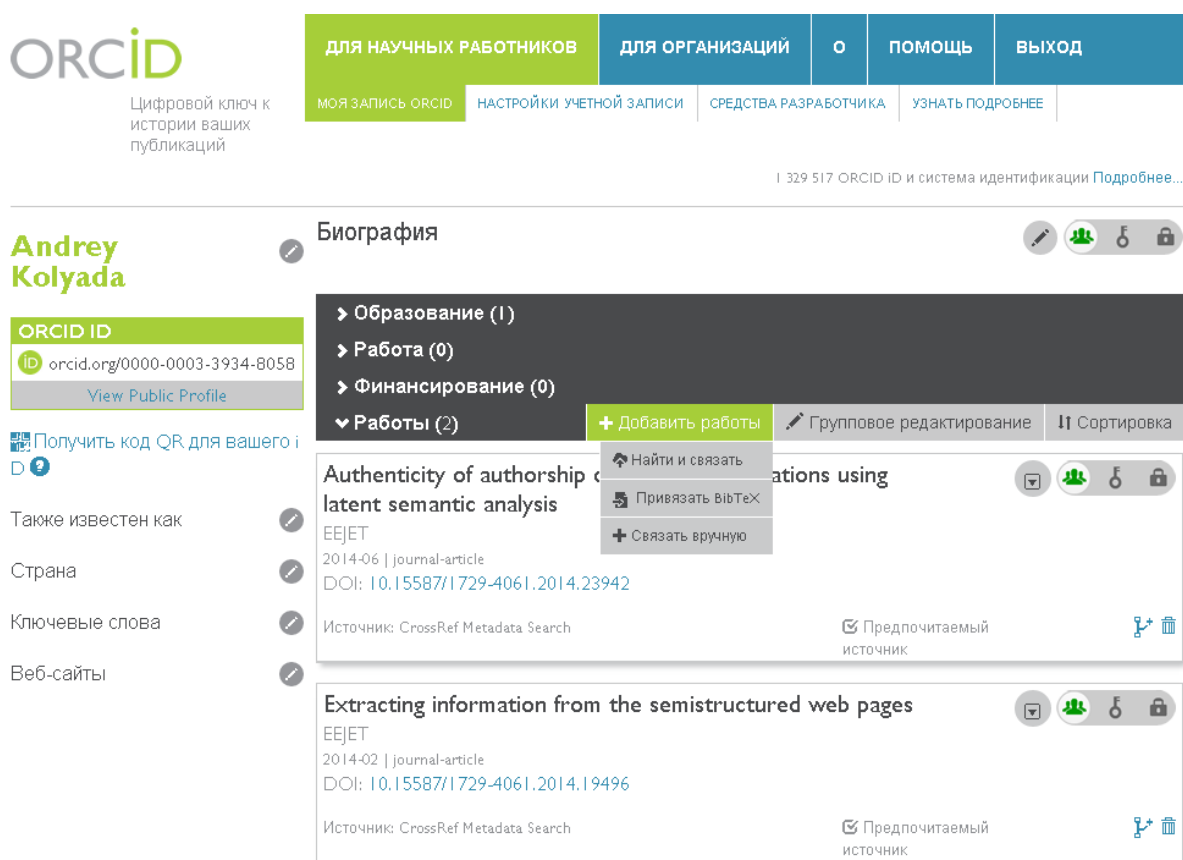 ORCiD
Цифровой ключ к
истории ваших
публикаций
ДЛЯ НАУЧНЫХ РАБОТНИКОВ ДЛЯ ОРГАНИЗАЦИЙ О ПОМОЩЬ ВЫХОД
МОЯ ЗАПИСЬ ORCID НАСТРОЙКИ УЧЕТНОЙ ЗАПИСИ СРЕДСТВА РАЗРАБОТЧИКА УЗНАТЬ ПОДРОБНЕЕ
1 329 517 ORCID iD и система идентификации Подробнее...
Andrey
Kolyada
ORCID ID
iD orcid.org/0000-0003-3934-8058
View Public Profile
Получить код QR для вашего i
D ?
Также известен как
Страна
Ключевые слова
Веб-сайты
Биография
Образование (1)
Работа (0)
Финансирование (0)
Работы (2) Добавить работы Групповое редактирование Сортировка
Найти и связать
Привязать BibTeX
Связать вручную
Authenticity of authorship ations using
latent semantic analysis
EEJET
2014-06 | journal-article
DOI: 10.15587/1729-4061.2014.23942
Источник: CrossRef Metadata Search Предпочитаемый
источник
Extracting information from the semistructured web pages
EEJET
2014-02 | journal-article
DOI: 10.15587/1729-4061.2014.19496
Источник: CrossRef Metadata Search Предпочитаемый
источник